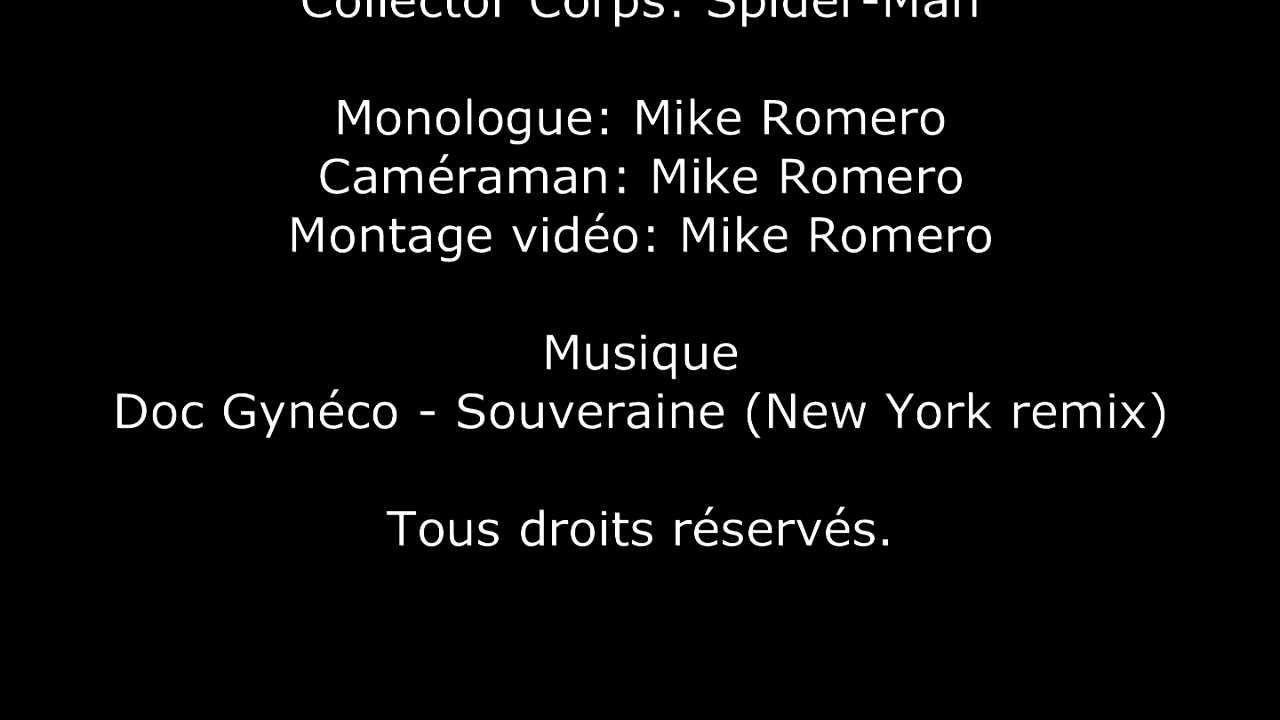 Collector Corps: Spider-Man
Monologue: Mike Romero
Caméraman: Mike Romero
Montage vidéo: Mike Romero
Musique
Doc Gynéco - Souveraine (New York remix)
Tous droits réservés.